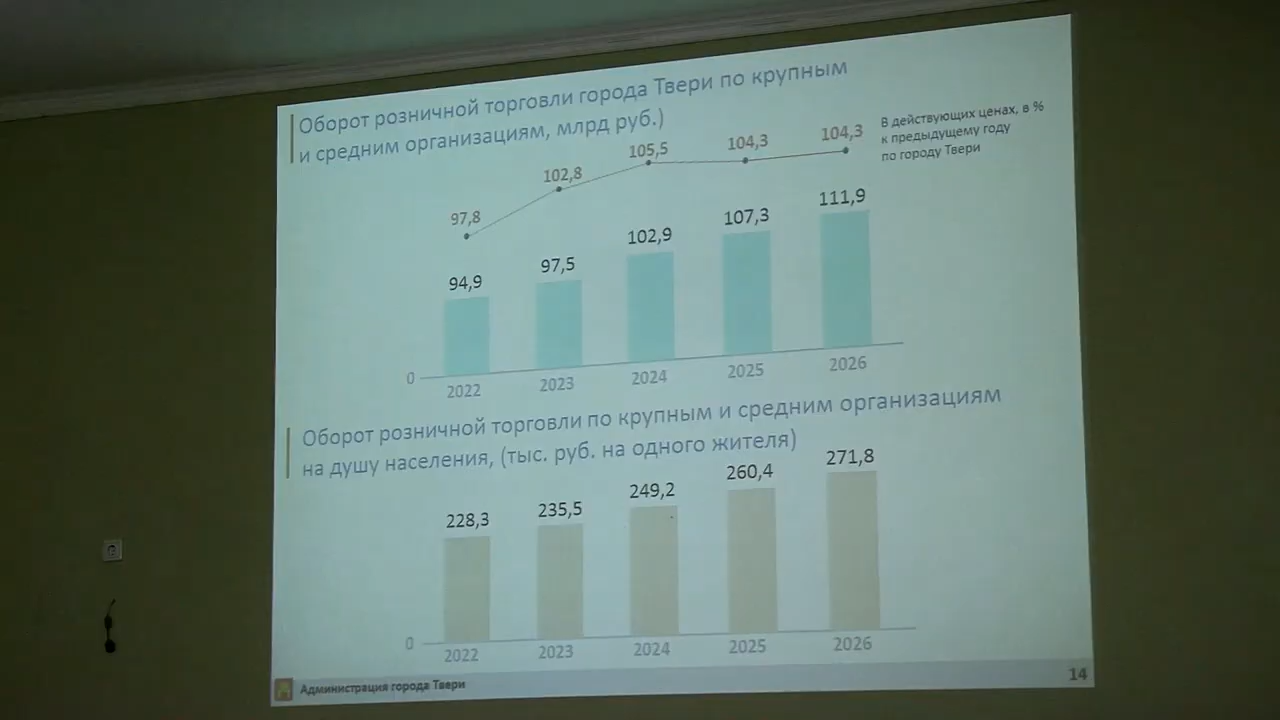 Оборот розничной торговли города Твери по крупным
и средним организациям, млрд руб.)
В действующих ценах, в %
к предыдущему году
по городу Твери
97,8 102,8 105,5 104,3 104,3
94,9 97,5 102,9 107,3 111,9
0
2022 2023 2024 2025 2026
Оборот розничной торговли по крупным и средним организациям
на душу населения, (тыс. руб. на одного жителя)
228,3 235,5 249,2 260,4 271,8
0
2022 2023 2024 2025 2026
Администрация города Твери
14